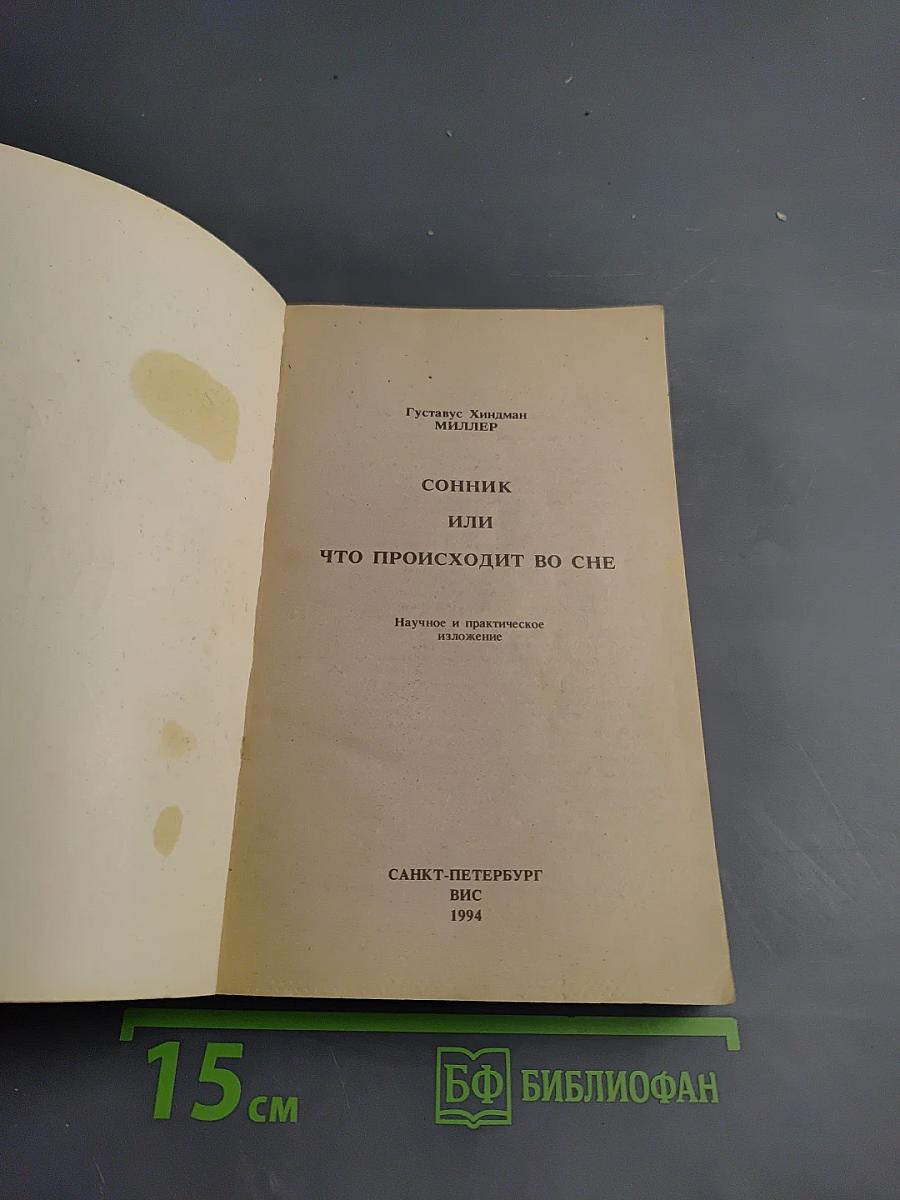 Густавус Хиндман
МИЛЛЕР
СОННИК
ИЛИ
ЧТО ПРОИСХОДИТ ВО СНЕ
Научное и практическое
изложение
САНКТ-ПЕТЕРБУРГ
ВИС
1994
15 см
БФ БИБЛИОФАН